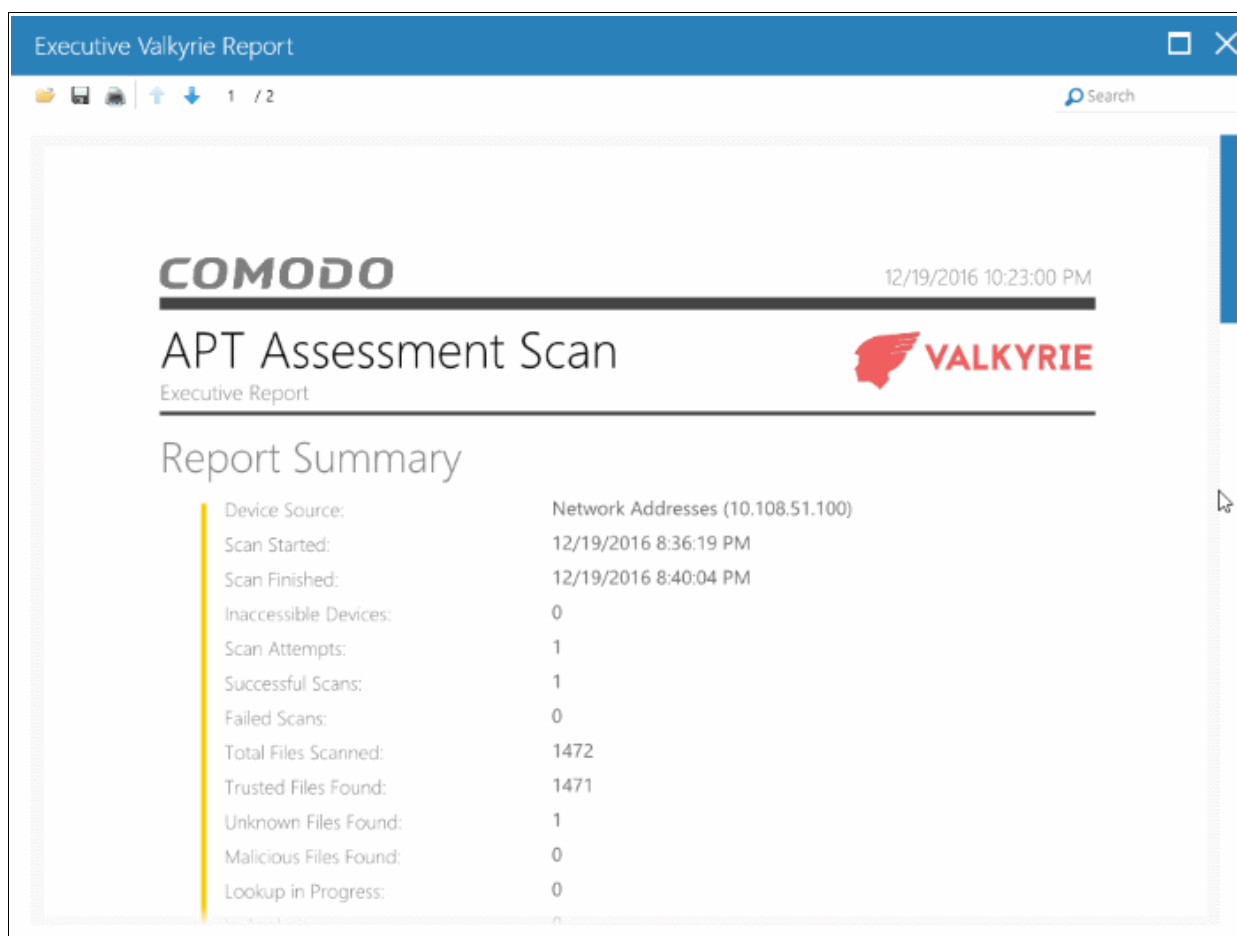 Executive Valkyrie Report
1 / 2
Search
COMODO
12/19/2016 10:23:00 PM
APT Assessment Scan
VALKYRIE
Executive Report
Report Summary
Device Source: Network Addresses (10.108.51.100)
Scan Started: 12/19/2016 8:36:19 PM
Scan Finished: 12/19/2016 8:40:04 PM
Inaccessible Devices: 0
Scan Attempts: 1
Successful Scans: 1
Failed Scans: 0
Total Files Scanned: 1472
Trusted Files Found: 1471
Unknown Files Found: 1
Malicious Files Found: 0
Lookup in Progress: 0